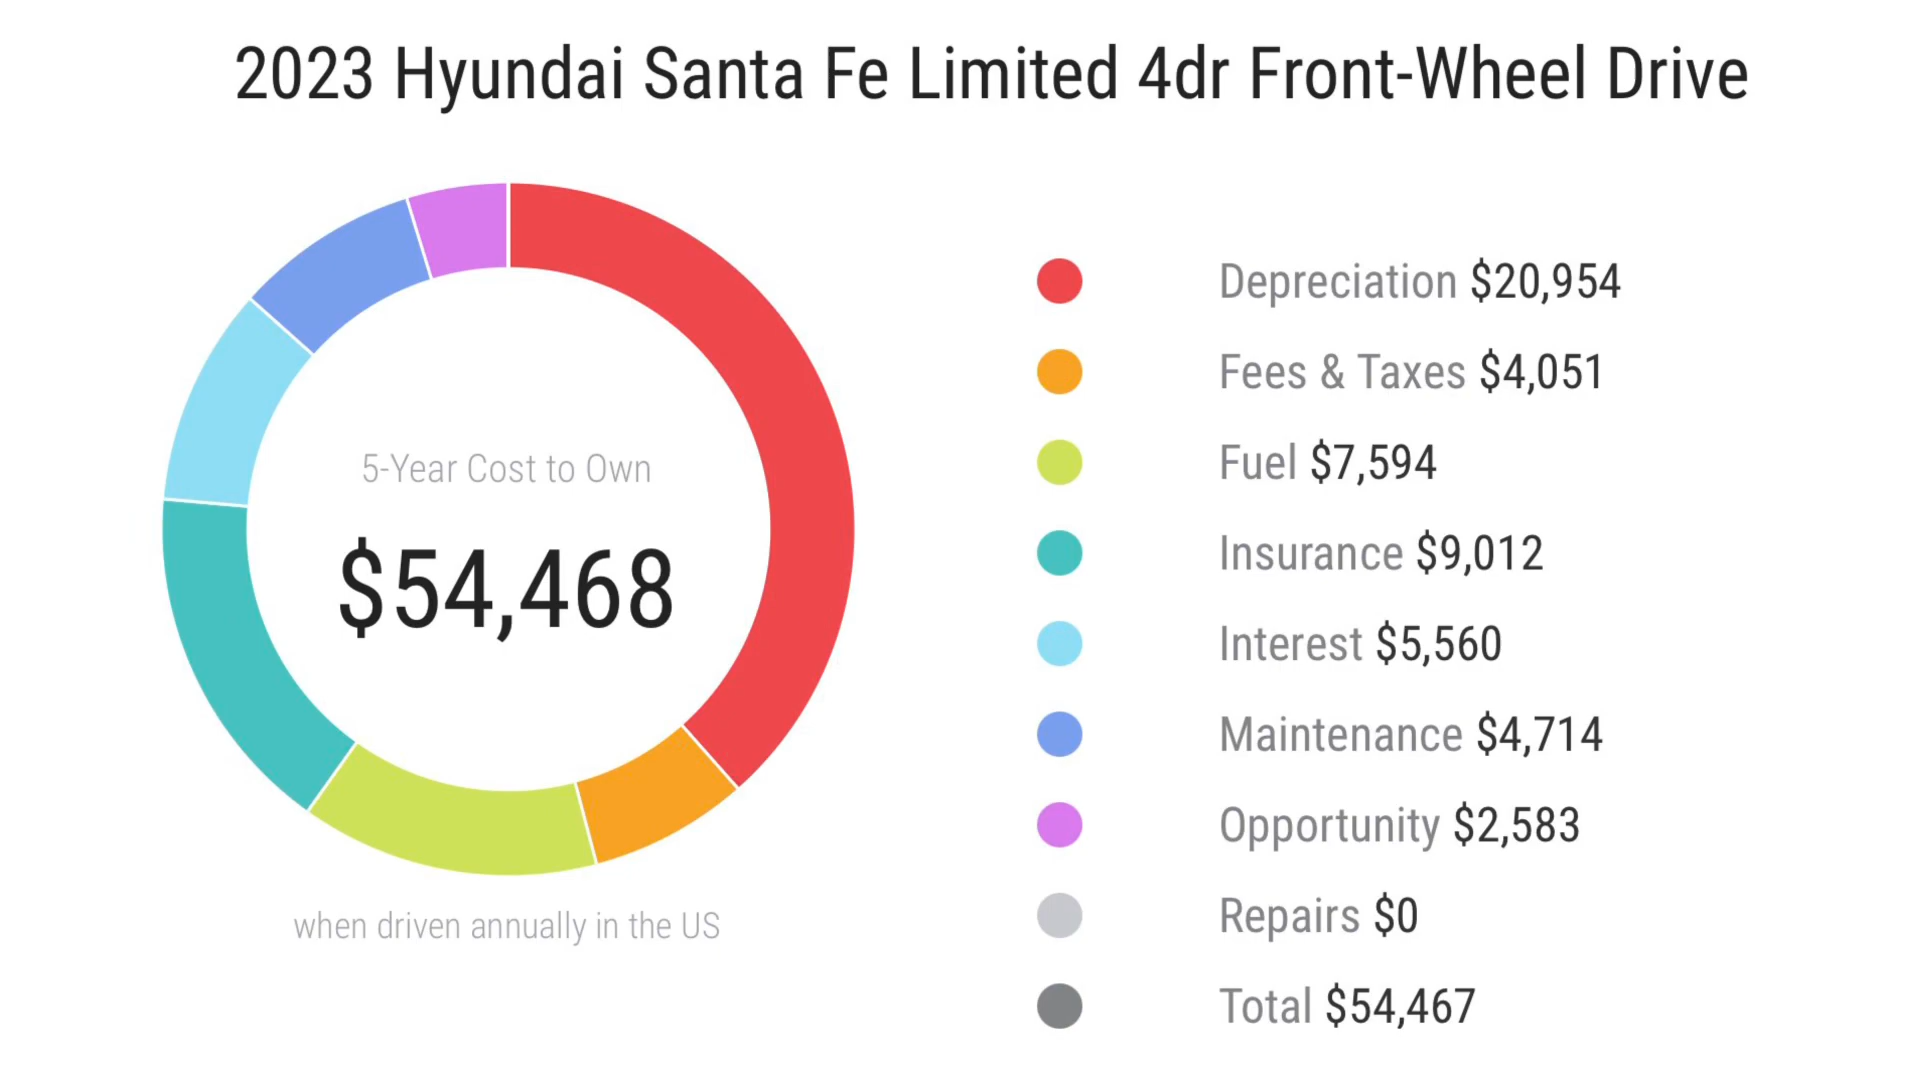 2023 Hyundai Santa Fe Limited 4dr Front-Wheel Drive
5-Year Cost to Own
$54,468
when driven annually in the US
Depreciation $20,954
Fees & Taxes $4,051
Fuel $7,594
Insurance $9,012
Interest $5,560
Maintenance $4,714
Opportunity $2,583
Repairs $0
Total $54,467